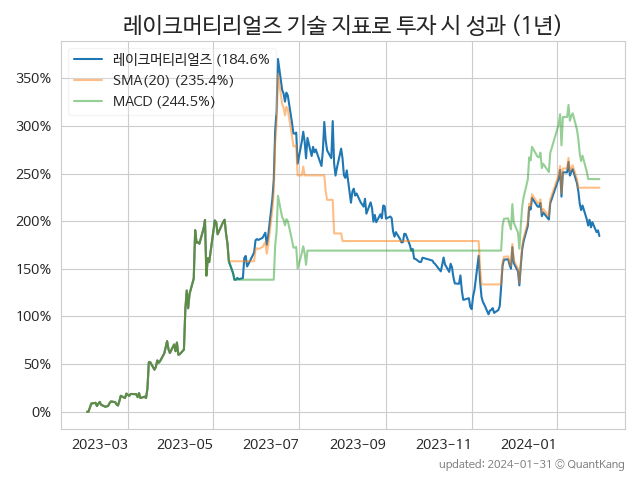 레이크머티리얼즈 기술 지표로 투자 시 성과 (1년)
레이크머티리얼즈 (184.6%
SMA(20) (235.4%)
MACD (244.5%)
350%
300%
250%
200%
150%
100%
50%
0%
2023-03 2023-05 2023-07 2023-09 2023-11 2024-01
updated: 2024-01-31 © QuantKang